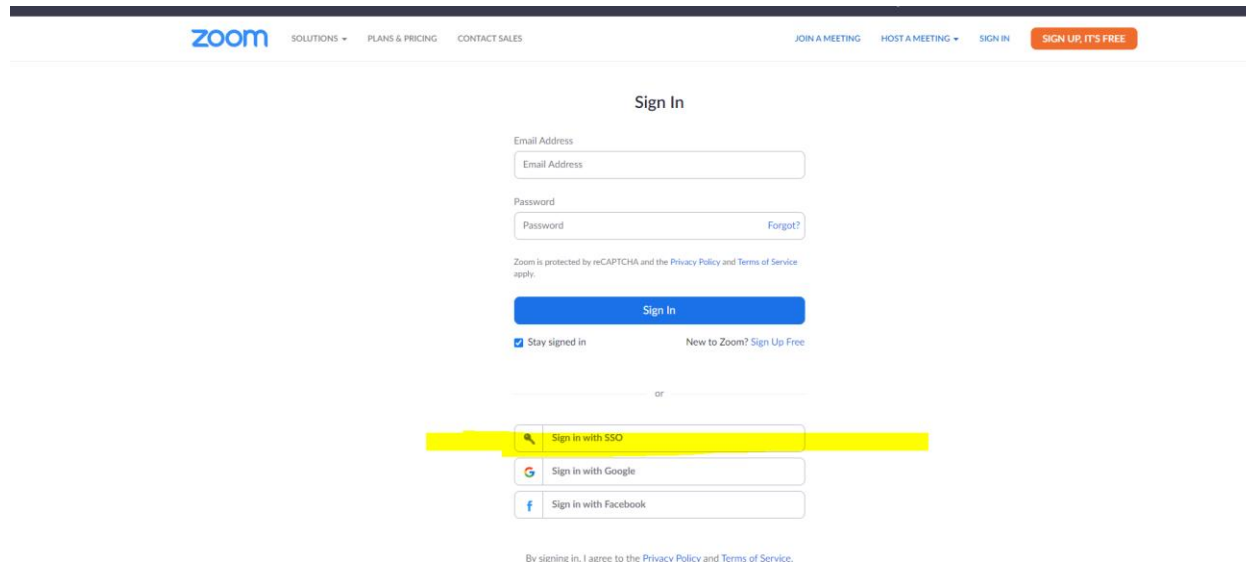 zoom SOLUTIONS PLANS & PRICING CONTACT SALES JOIN A MEETING HOST A MEETING SIGN IN SIGN UP, IT'S FREE
Sign In
Email Address
Email Address
Password
Password Forgot?
Zoom is protected by reCAPTCHA and the Privacy Policy and Terms of Service
apply.
Sign In
Stay signed in New to Zoom? Sign Up Free
or
Sign in with SSO
Sign in with Google
Sign in with Facebook
By signing in, I agree to the Privacy Policy and Terms of Service.